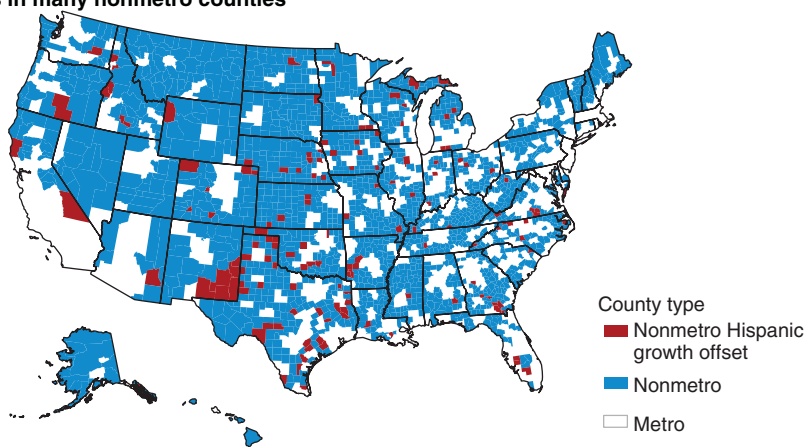 in many nonmetro counties
County type
Nonmetro Hispanic
growth offset
Nonmetro
Metro